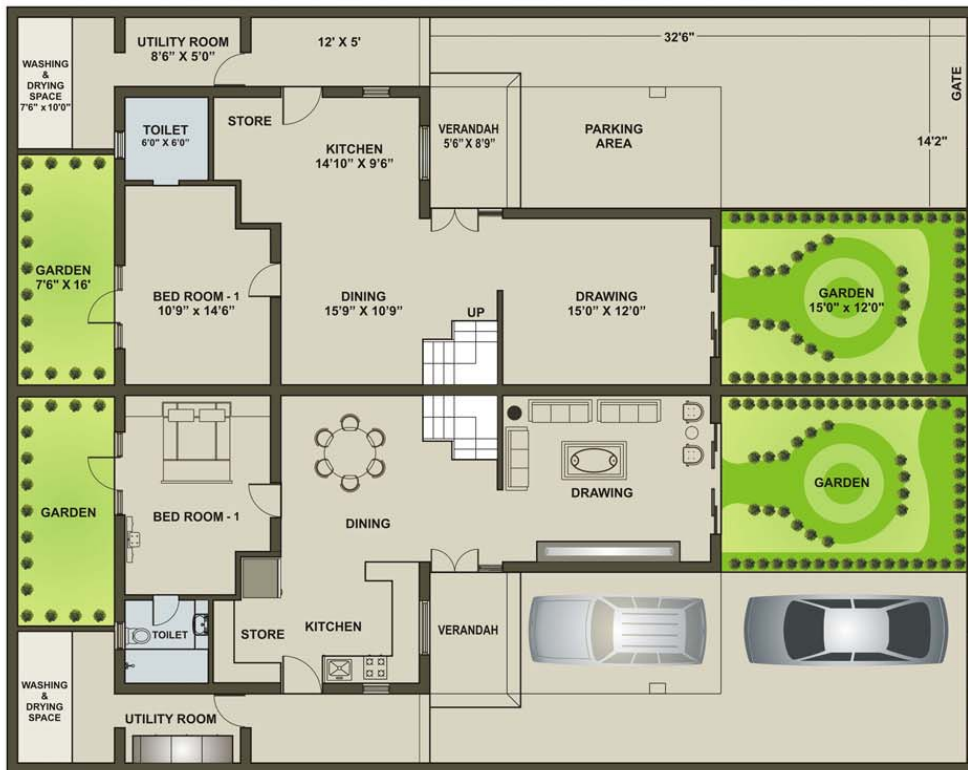 UTILITY ROOM
8'6" X 5'0"
12' X 5'
32'6"
GATE
WASHING
&
DRYING
SPACE
7'6" x 10'0"
TOILET
6'0" X 6'0"
STORE
KITCHEN
14'10" X 9'6"
VERANDAH
5'6" X 8'9"
PARKING
AREA
14'2"
GARDEN
7'6" X 16'
BED ROOM - 1
10'9" x 14'6"
DINING
15'9" X 10'9"
UP
DRAWING
15'0" X 12'0"
GARDEN
15'0" x 12'0"
GARDEN
BED ROOM - 1
DINING
DRAWING
GARDEN
TOILET
STORE
KITCHEN
VERANDAH
WASHING
&
DRYING
SPACE
UTILITY ROOM